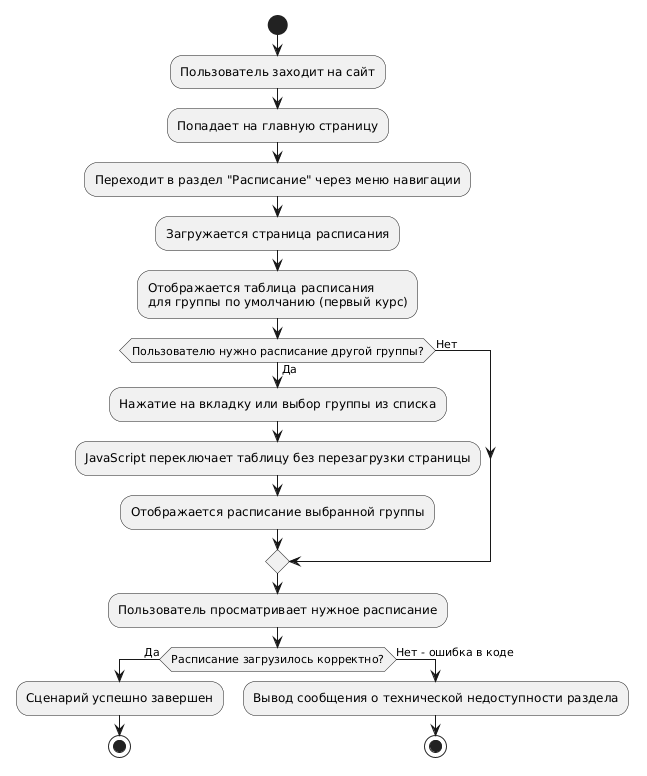 Пользователь заходит на сайт
Попадает на главную страницу
Переходит в раздел "Расписание" через меню навигации
Загружается страница расписания
Отображается таблица расписания
для группы по умолчанию (первый курс)
Пользователю нужно расписание другой группы?
Нет
Да
Нажатие на вкладку или выбор группы из списка
JavaScript переключает таблицу без перезагрузки страницы
Отображается расписание выбранной группы
Пользователь просматривает нужное расписание
Да
Расписание загрузилось корректно?
Нет - ошибка в коде
Сценарий успешно завершен
Вывод сообщения о технической недоступности раздела